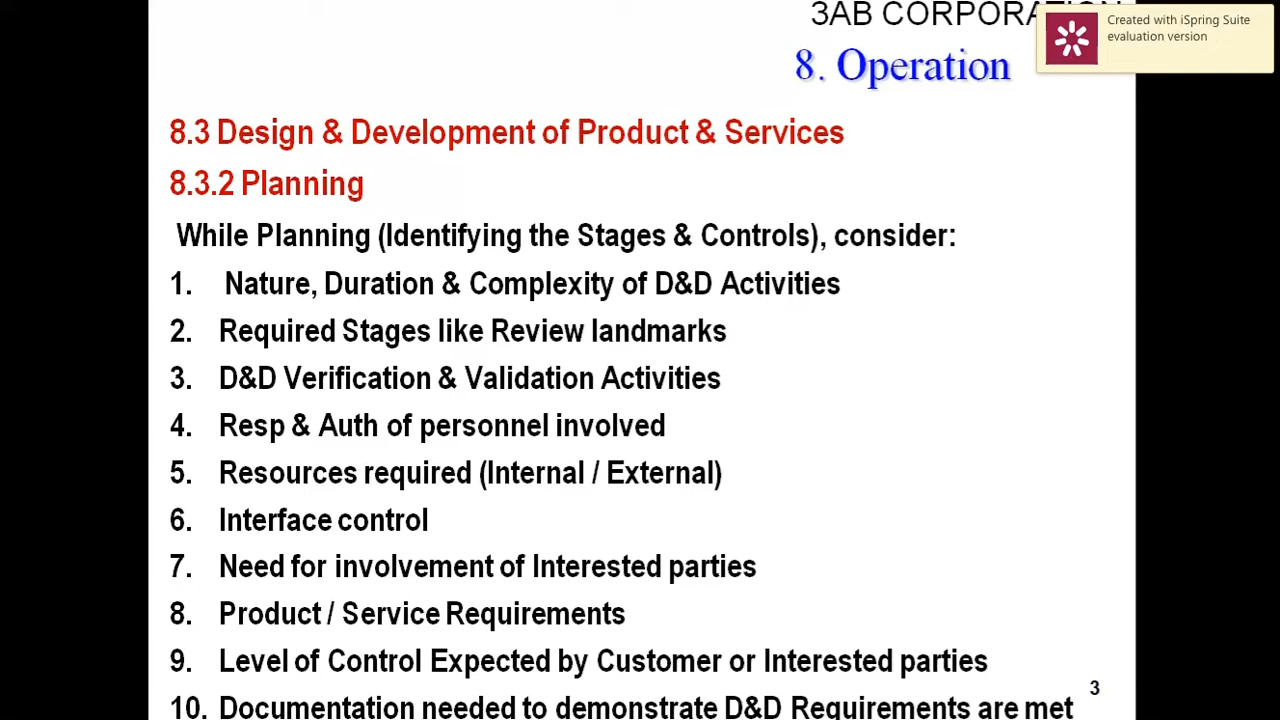 3AB CORPORATION
Created with iSpring Suite
evaluation version
8. Operation
8.3 Design & Development of Product & Services
8.3.2 Planning
While Planning (Identifying the Stages & Controls), consider:
1. Nature, Duration & Complexity of D&D Activities
2. Required Stages like Review landmarks
3. D&D Verification & Validation Activities
4. Resp & Auth of personnel involved
5. Resources required (Internal / External)
6. Interface control
7. Need for involvement of Interested parties
8. Product / Service Requirements
9. Level of Control Expected by Customer or Interested parties
10. Documentation needed to demonstrate D&D Requirements are met
3